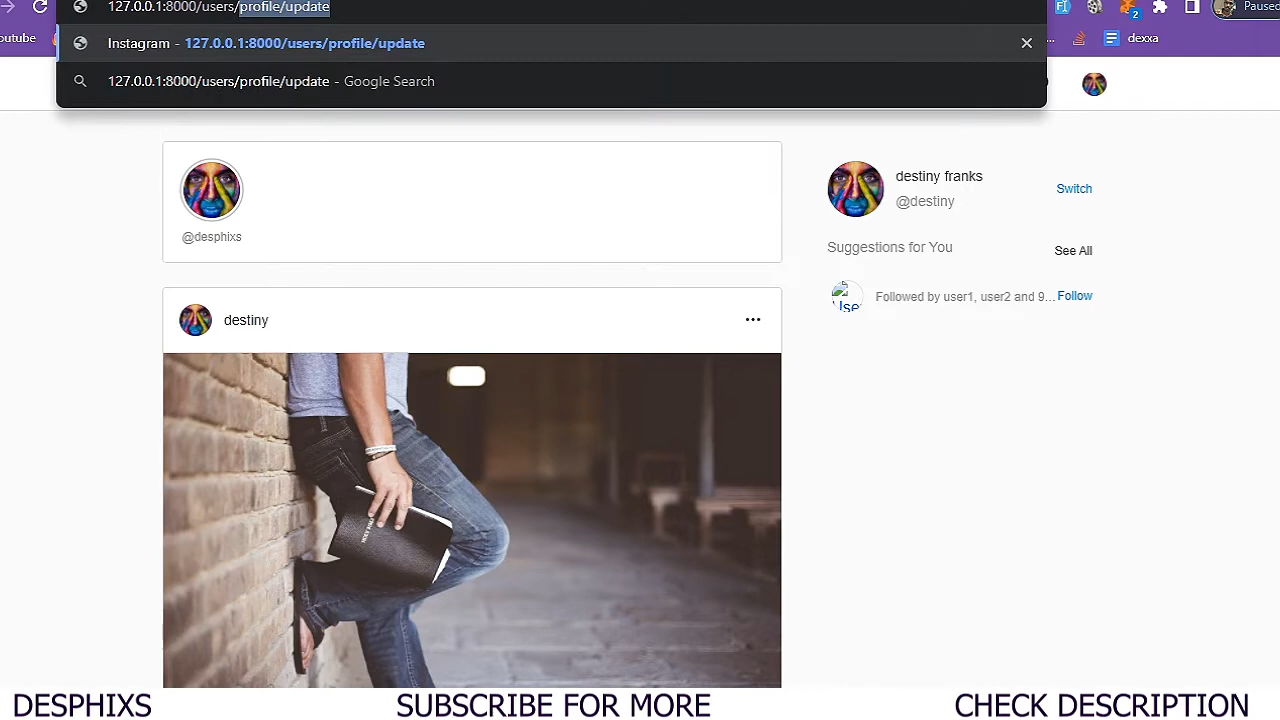 127.0.0.1:8000/users/profile/update
Paused
Instagram - 127.0.0.1:8000/users/profile/update
127.0.0.1:8000/users/profile/update - Google Search
outube
dexxa
destiny franks
@destiny
Switch
@desphixs
Suggestions for You
See All
Followed by user1, user2 and 9...
Follow
destiny
DESPHIXS
SUBSCRIBE FOR MORE
CHECK DESCRIPTION